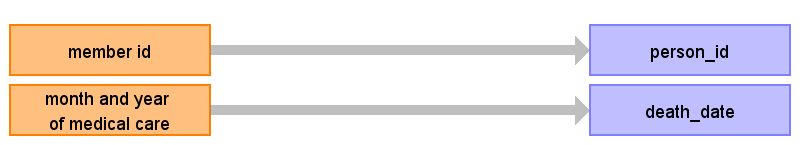 member id
person_id
month and year
of medical care
death_date